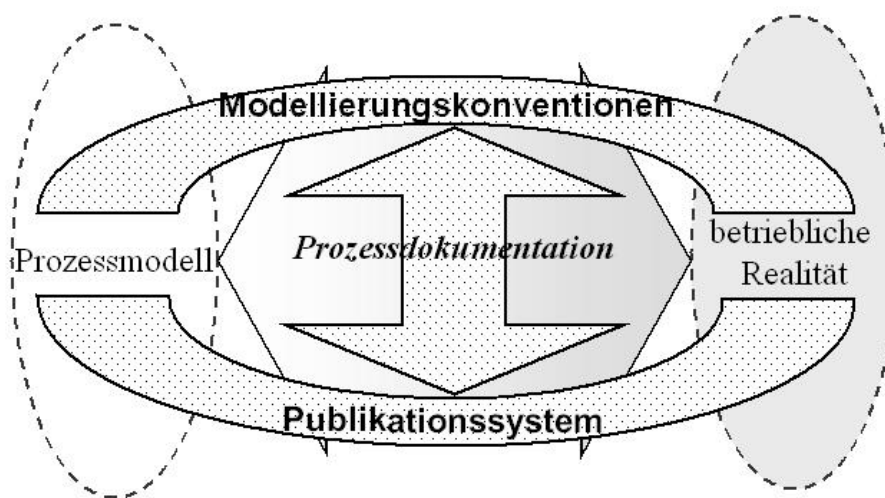 Modellierungskonventionen
Prozessmodell
Prozessdokumentation
betriebliche
Realität
Publikationssystem